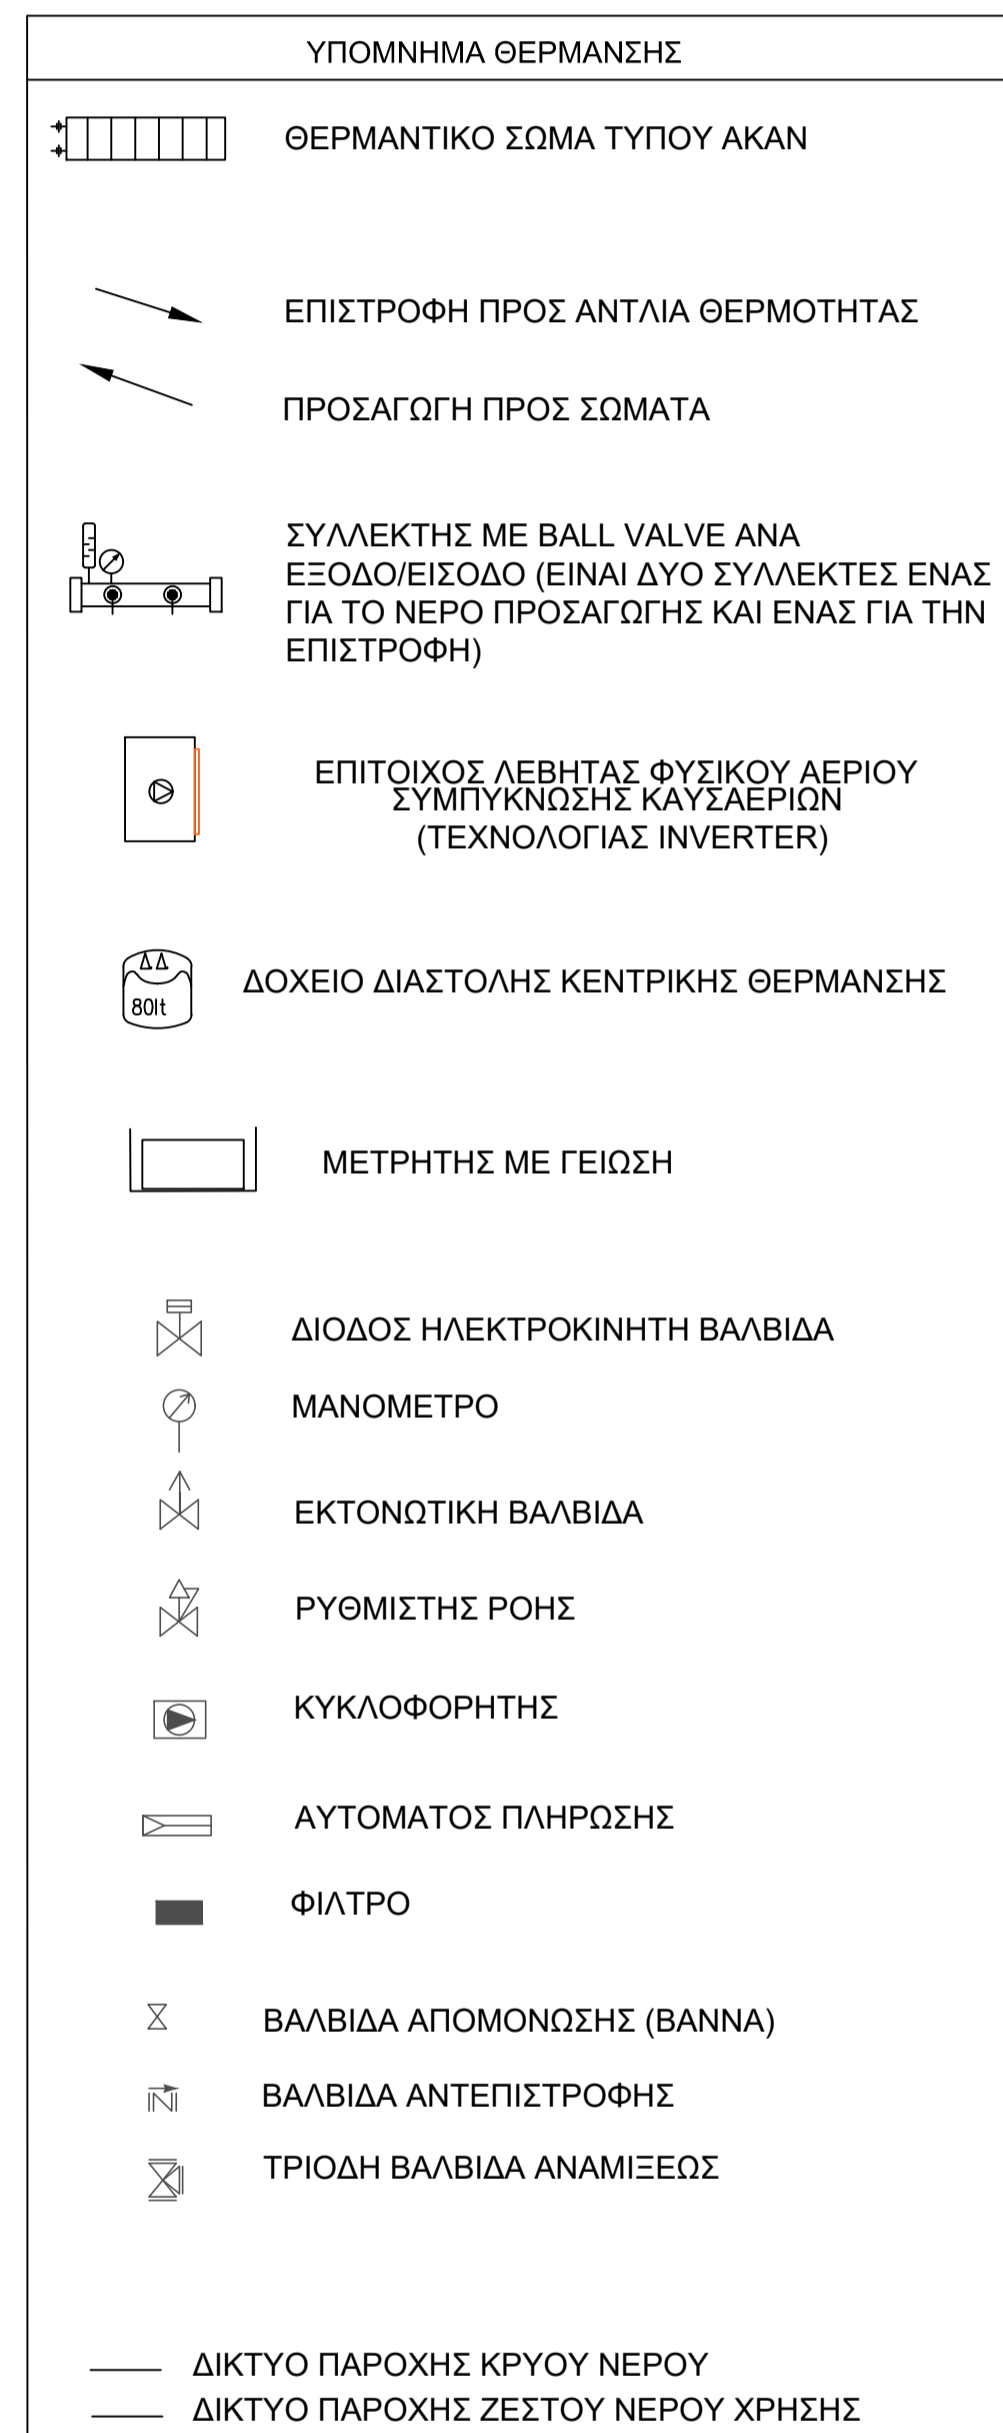 ΥΠΟΜΝΗΜΑ ΘΕΡΜΑΝΣΗΣ
ΘΕΡΜΑΝΤΙΚΟ ΣΩΜΑ ΤΥΠΟΥ ΑΚΑΝ
ΕΠΙΣΤΡΟΦΗ ΠΡΟΣ ΑΝΤΛΙΑ ΘΕΡΜΟΤΗΤΑΣ
ΠΡΟΣΑΓΩΓΗ ΠΡΟΣ ΣΩΜΑΤΑ
ΣΥΛΛΕΚΤΗΣ ΜΕ BALL VALVE ΑΝΑ
ΕΞΟΔΟ/ΕΙΣΟΔΟ (ΕΙΝΑΙ ΔΥΟ ΣΥΛΛΕΚΤΕΣ ΕΝΑΣ
ΓΙΑ ΤΟ ΝΕΡΟ ΠΡΟΣΑΓΩΓΗΣ ΚΑΙ ΕΝΑΣ ΓΙΑ ΤΗΝ
ΕΠΙΣΤΡΟΦΗ)
ΕΠΙΤΟΙΧΟΣ ΛΕΒΗΤΑΣ ΦΥΣΙΚΟΥ ΑΕΡΙΟΥ
ΣΥΜΠΥΚΝΩΣΗΣ ΚΑΥΣΑΕΡΙΩΝ
(ΤΕΧΝΟΛΟΓΙΑΣ INVERTER)
80lt
ΔΟΧΕΙΟ ΔΙΑΣΤΟΛΗΣ ΚΕΝΤΡΙΚΗΣ ΘΕΡΜΑΝΣΗΣ
ΜΕΤΡΗΤΗΣ ΜΕ ΓΕΙΩΣΗ
ΔΙΟΔΟΣ ΗΛΕΚΤΡΟΚΙΝΗΤΗ ΒΑΛΒΙΔΑ
ΜΑΝΟΜΕΤΡΟ
ΕΚΤΟΝΩΤΙΚΗ ΒΑΛΒΙΔΑ
ΡΥΘΜΙΣΤΗΣ ΡΟΗΣ
ΚΥΚΛΟΦΟΡΗΤΗΣ
ΑΥΤΟΜΑΤΟΣ ΠΛΗΡΩΣΗΣ
ΦΙΛΤΡΟ
ΒΑΛΒΙΔΑ ΑΠΟΜΟΝΩΣΗΣ (ΒΑΝΝΑ)
ΒΑΛΒΙΔΑ ΑΝΤΕΠΙΣΤΡΟΦΗΣ
ΤΡΙΟΔΗ ΒΑΛΒΙΔΑ ΑΝΑΜΙΞΕΩΣ
ΔΙΚΤΥΟ ΠΑΡΟΧΗΣ ΚΡΥΟΥ ΝΕΡΟΥ
ΔΙΚΤΥΟ ΠΑΡΟΧΗΣ ΖΕΣΤΟΥ ΝΕΡΟΥ ΧΡΗΣΗΣ